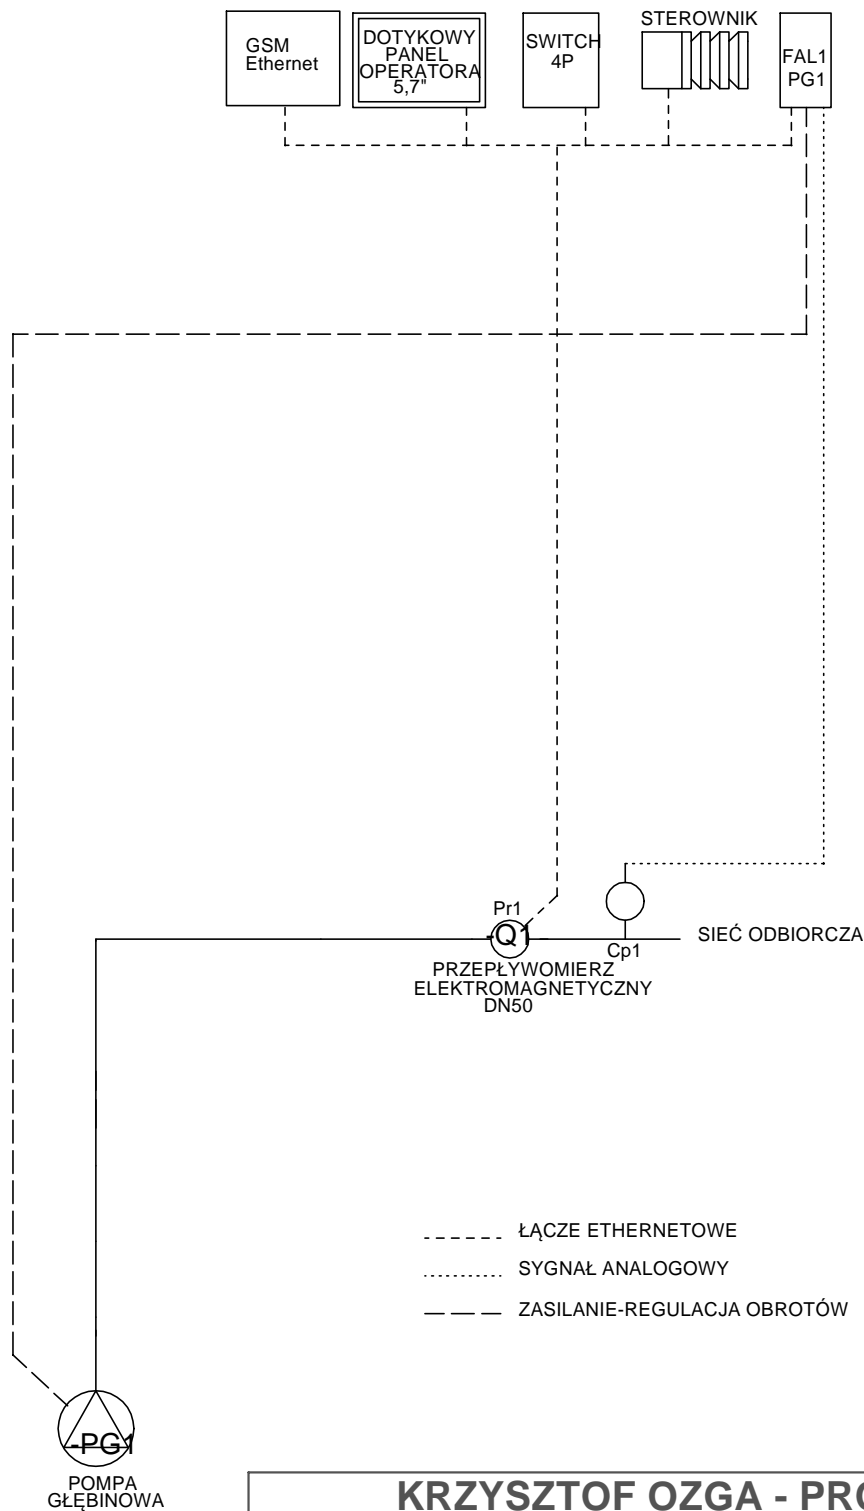 GSM
Ethernet
DOTYKOWY
PANEL
OPERATORA
5,7"
SWITCH
4P
STEROWNIK
FAL1
PG1
Pr1
-Q1
Cp1
SIEĆ ODBIORCZA
PRZEPŁYWOMIERZ
ELEKTROMAGNETYCZNY
DN50
ŁĄCZE ETHERNETOWE
SYGNAŁ ANALOGOWY
ZASILANIE-REGULACJA OBROTÓW
-PG1
POMPA
GŁĘBINOWA
KRZYSZTOF OZGA -